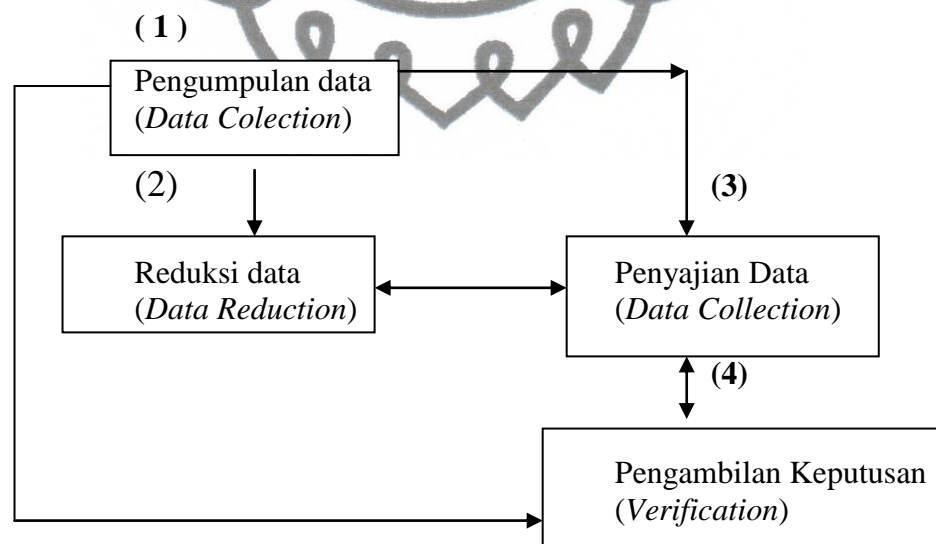 ( 1 )
Pengumpulan data
(Data Colection)
(2)
(3)
Reduksi data
(Data Reduction)
Penyajian Data
(Data Collection)
(4)
Pengambilan Keputusan
(Verification)